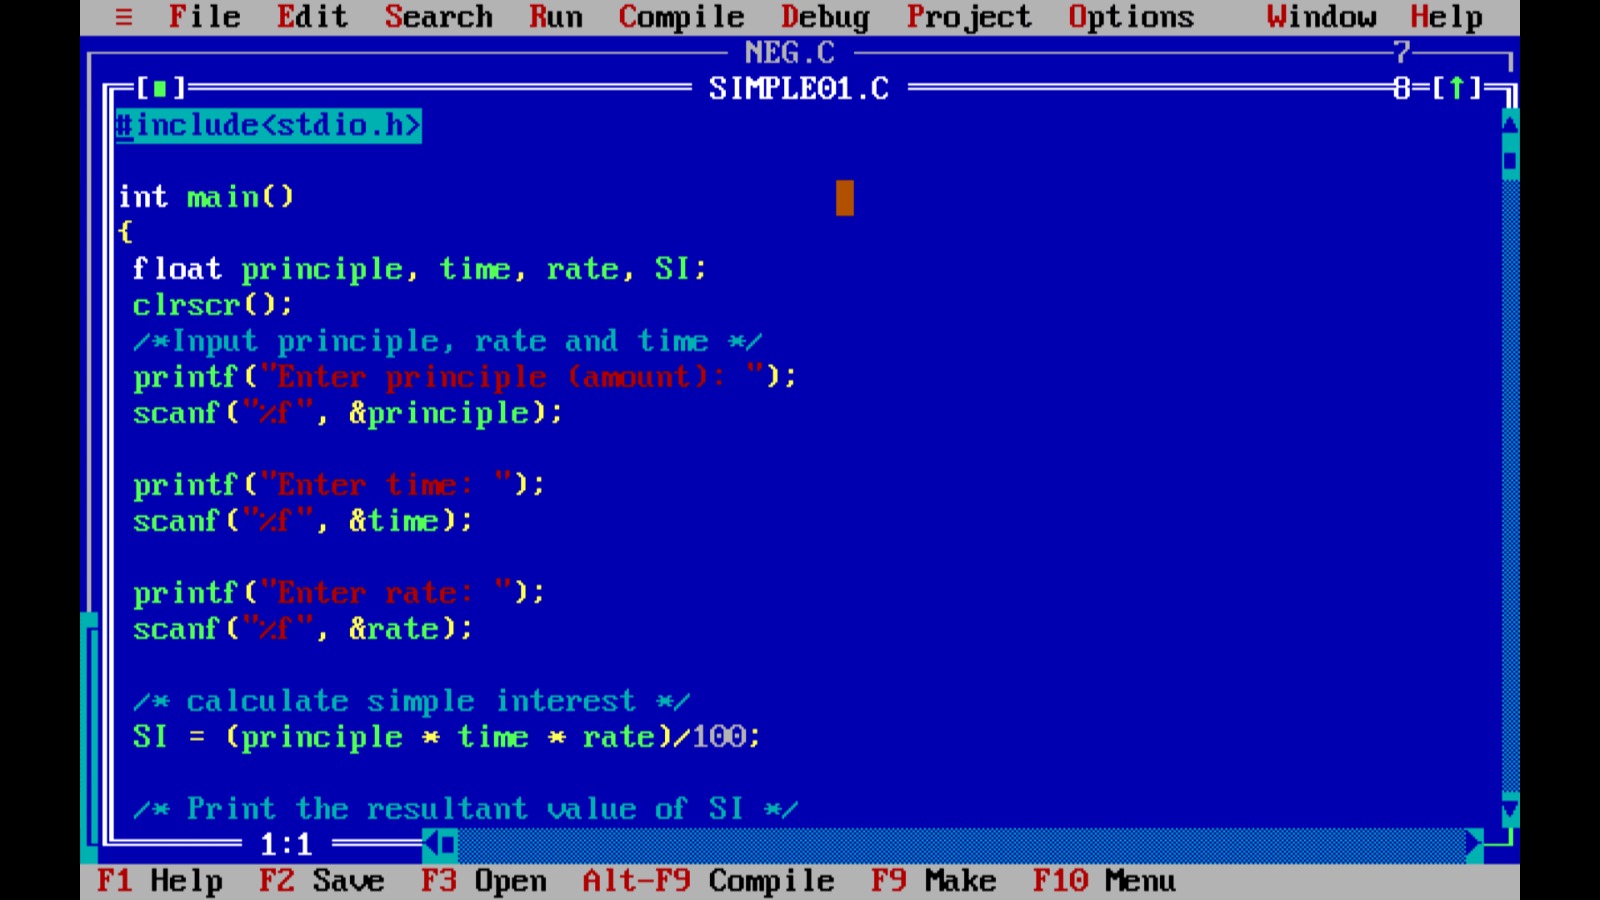 ≡ File Edit Search Run Compile Debug Project Options Window Help
NEG.C 7
[■] SIMPLE01.C 8=[↑]
#include<stdio.h>
int main()
{
float principle, time, rate, SI;
clrscr();
/*Input principle, rate and time */
printf("Enter principle (amount): ");
scanf("%f", &principle);
printf("Enter time: ");
scanf("%f", &time);
printf("Enter rate: ");
scanf("%f", &rate);
/* calculate simple interest */
SI = (principle * time * rate)/100;
/* Print the resultant value of SI */
1:1
F1 Help F2 Save F3 Open Alt-F9 Compile F9 Make F10 Menu